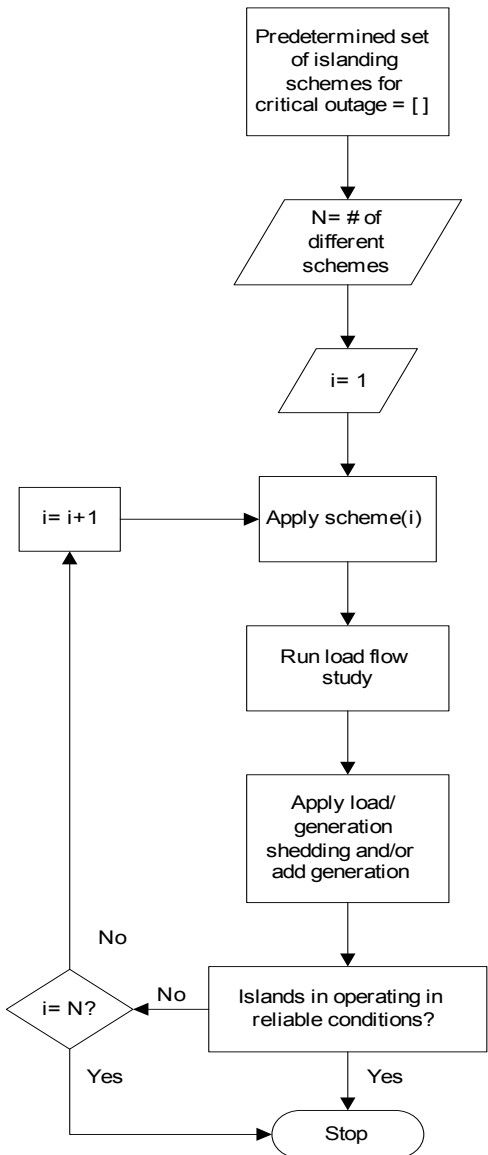 Predetermined set
of islanding
schemes for
critical outage = [ ]
N= # of
different
schemes
i= 1
i= i+1
Apply scheme(i)
Run load flow
study
Apply load/
generation
shedding and/or
add generation
No
i= N?
No
Islands in operating in
reliable conditions?
Yes
Yes
Stop